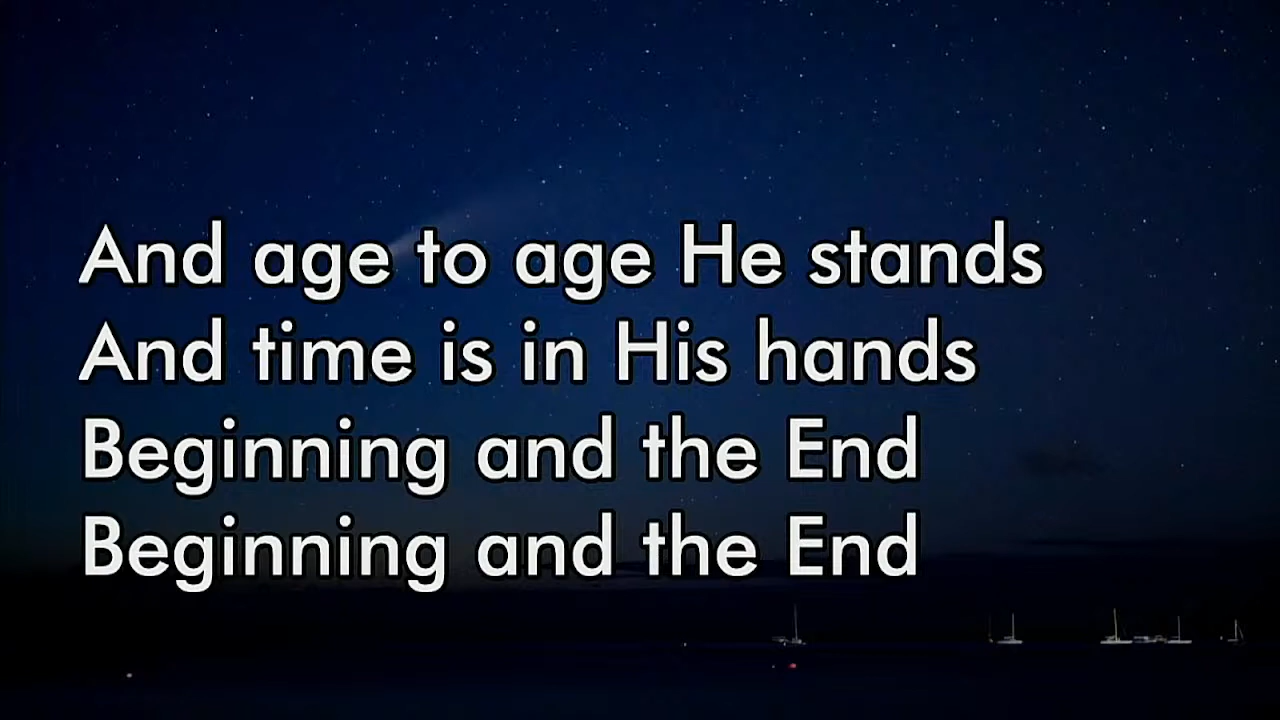 And age to age He stands
And time is in His hands
Beginning and the End
Beginning and the End